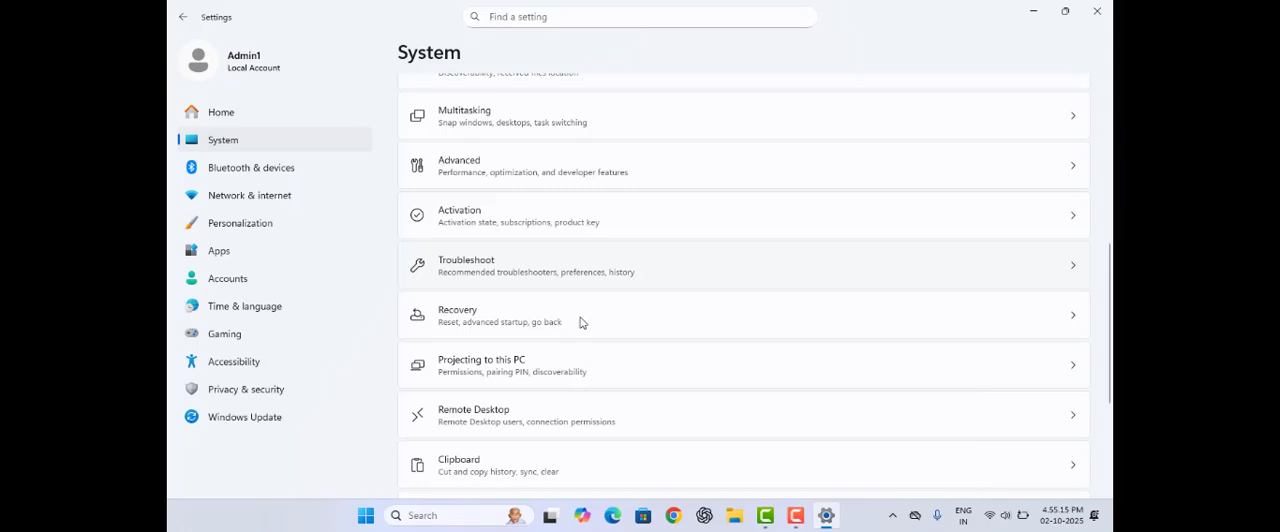 Settings
Find a setting
Admin1
Local Account
Home
System
Bluetooth & devices
Network & internet
Personalization
Apps
Accounts
Time & language
Gaming
Accessibility
Privacy & security
Windows Update
System
Discoverability, received files location
Multitasking
Snap windows, desktops, task switching
Advanced
Performance, optimization, and developer features
Activation
Activation state, subscriptions, product key
Troubleshoot
Recommended troubleshooters, preferences, history
Recovery
Reset, advanced startup, go back
Projecting to this PC
Permissions, pairing PIN, discoverability
Remote Desktop
Remote Desktop users, connection permissions
Clipboard
Cut and copy history, sync, clear
Search
ENG
IN
4.55.15 PM
02-10-2025